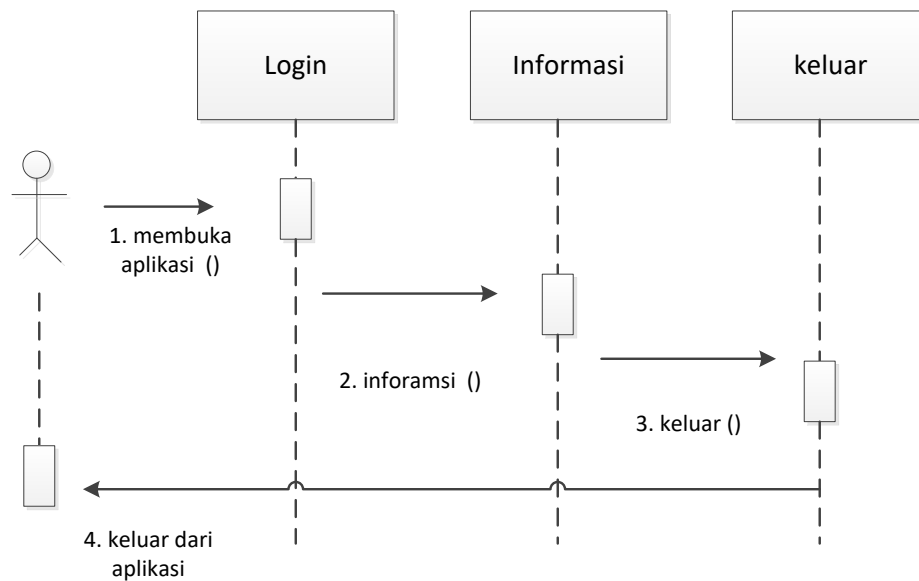 Login
Informasi
keluar
1. membuka
aplikasi ()
2. inforamsi ()
3. keluar ()
4. keluar dari
aplikasi